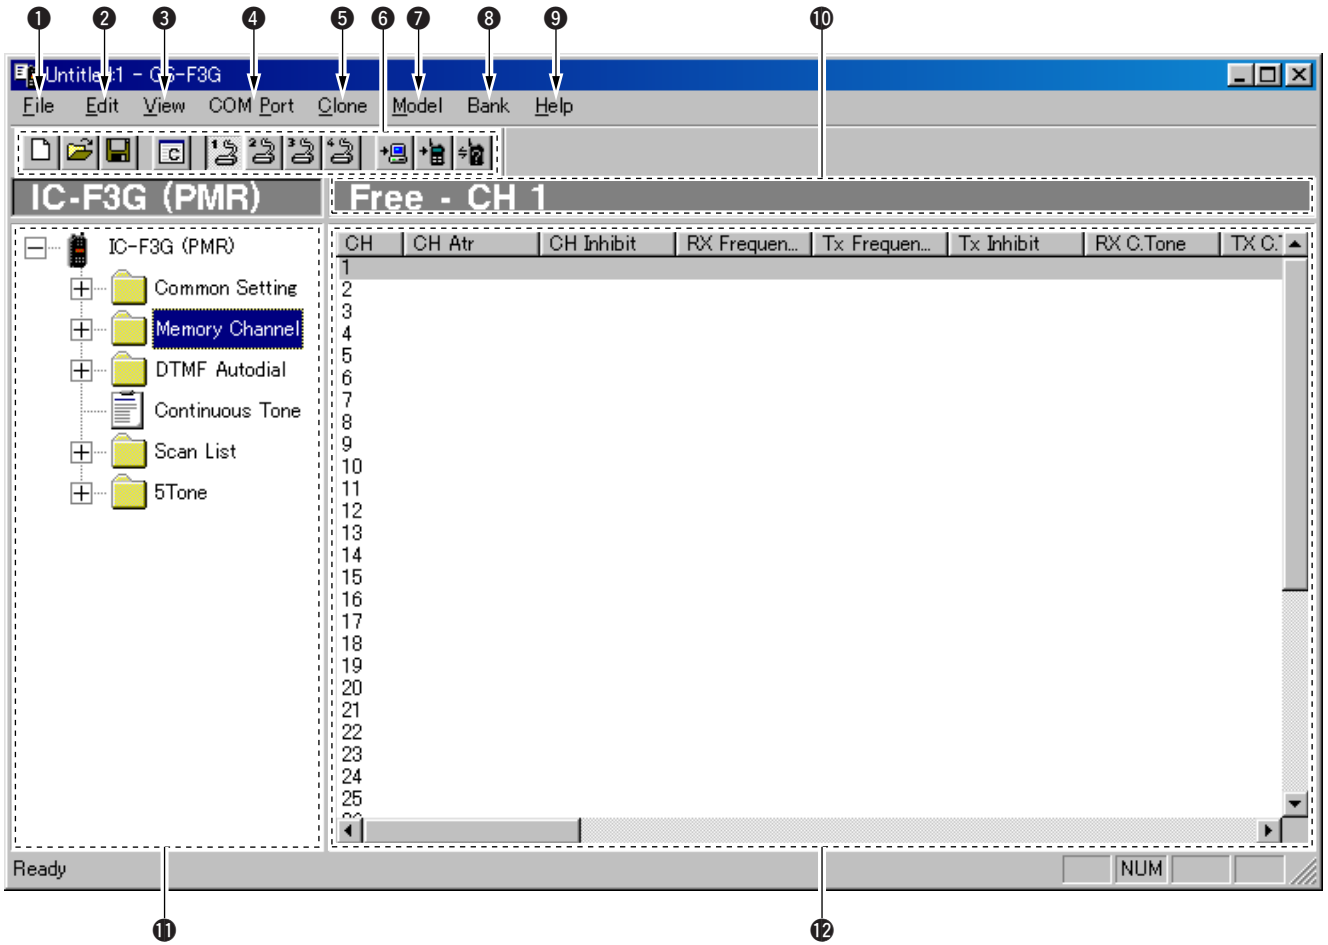 ❶ ❷ ❸ ❹ ❺ ❻ ❼ ❽ ❾ ❿
Untitled:1 - CS-F3G
File Edit View COM Port Clone Model Bank Help
C 1 2 3 4
IC-F3G (PMR) Free - CH 1
IC-F3G (PMR)
Common Setting
Memory Channel
DTMF Autodial
Continuous Tone
Scan List
5Tone
CH CH Atr CH Inhibit RX Frequen... Tx Frequen... Tx Inhibit RX C.Tone TX C.
1
2
3
4
5
6
7
8
9
10
11
12
13
14
15
16
17
18
19
20
21
22
23
24
25
Ready NUM
⓫ ⓬